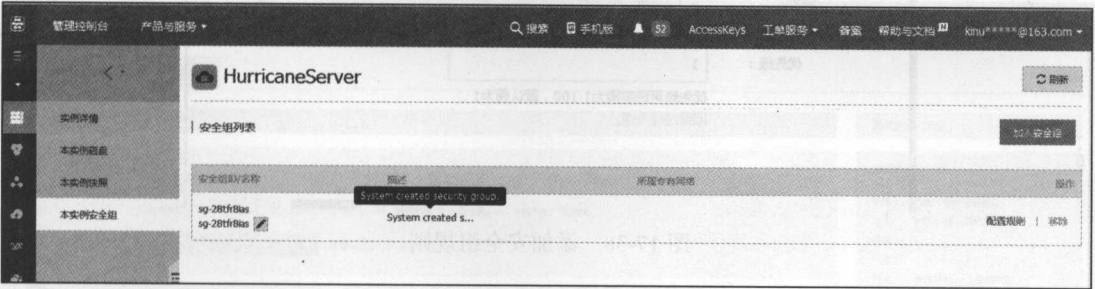 管理控制台 产品与服务 搜索 手机版 52 AccessKeys 工单服务 备案 帮助与文档 kinu*****@163.com
HurricaneServer
刷新
实例详情
安全组列表
加入安全组
本实例磁盘
本实例快照
安全组ID/名称 描述 所属专有网络 操作
System created security group.
本实例安全组
sg-28tfr8ias
System created s... 配置规则 | 移除
sg-28tfr8ias